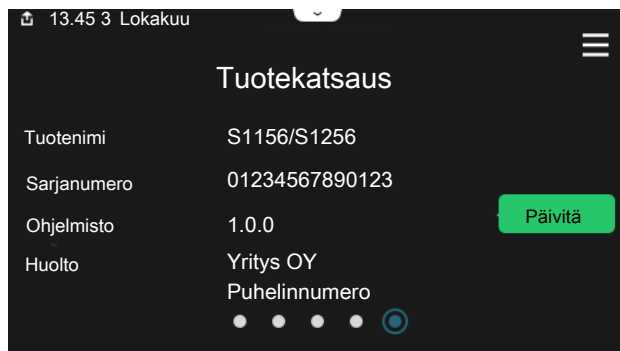 13.45 3 Lokakuu
Tuotekatsaus
Tuotenimi S1156/S1256
Sarjanumero 01234567890123
Ohjelmisto 1.0.0 Päivitä
Huolto Yritys OY
Puhelinnumero